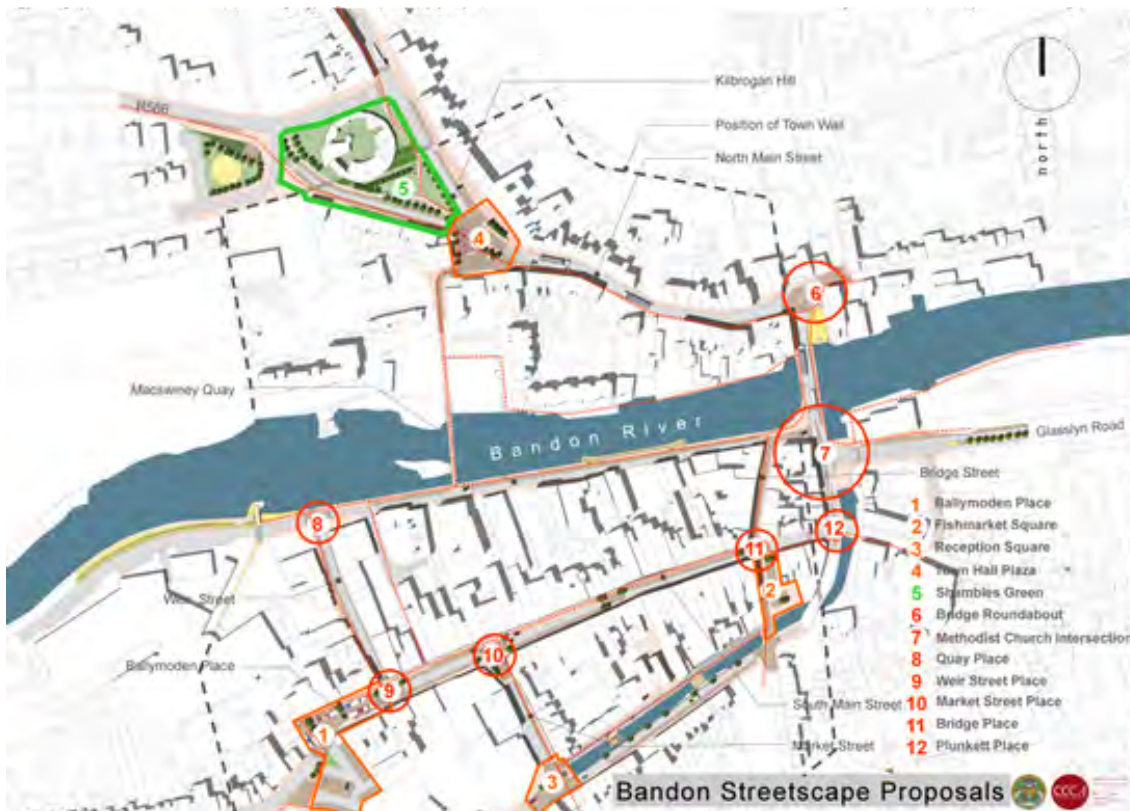 Kilbrogan Hill
north
R586
Position of Town Wall
North Main Street
5
4
6
Macsweney Quay
Bandon River
Glasslyn Road
7
Bridge Street
8
12
11
2
Weir Street
Ballymoden Place
10
9
1
South Main Street
Market Street
3
1 Ballymoden Place
2 Fishmarket Square
3 Reception Square
4 Town Hall Plaza
5 Shambles Green
6 Bridge Roundabout
7 Methodist Church Intersection
8 Quay Place
9 Weir Street Place
10 Market Street Place
11 Bridge Place
12 Plunkett Place
Bandon Streetscape Proposals